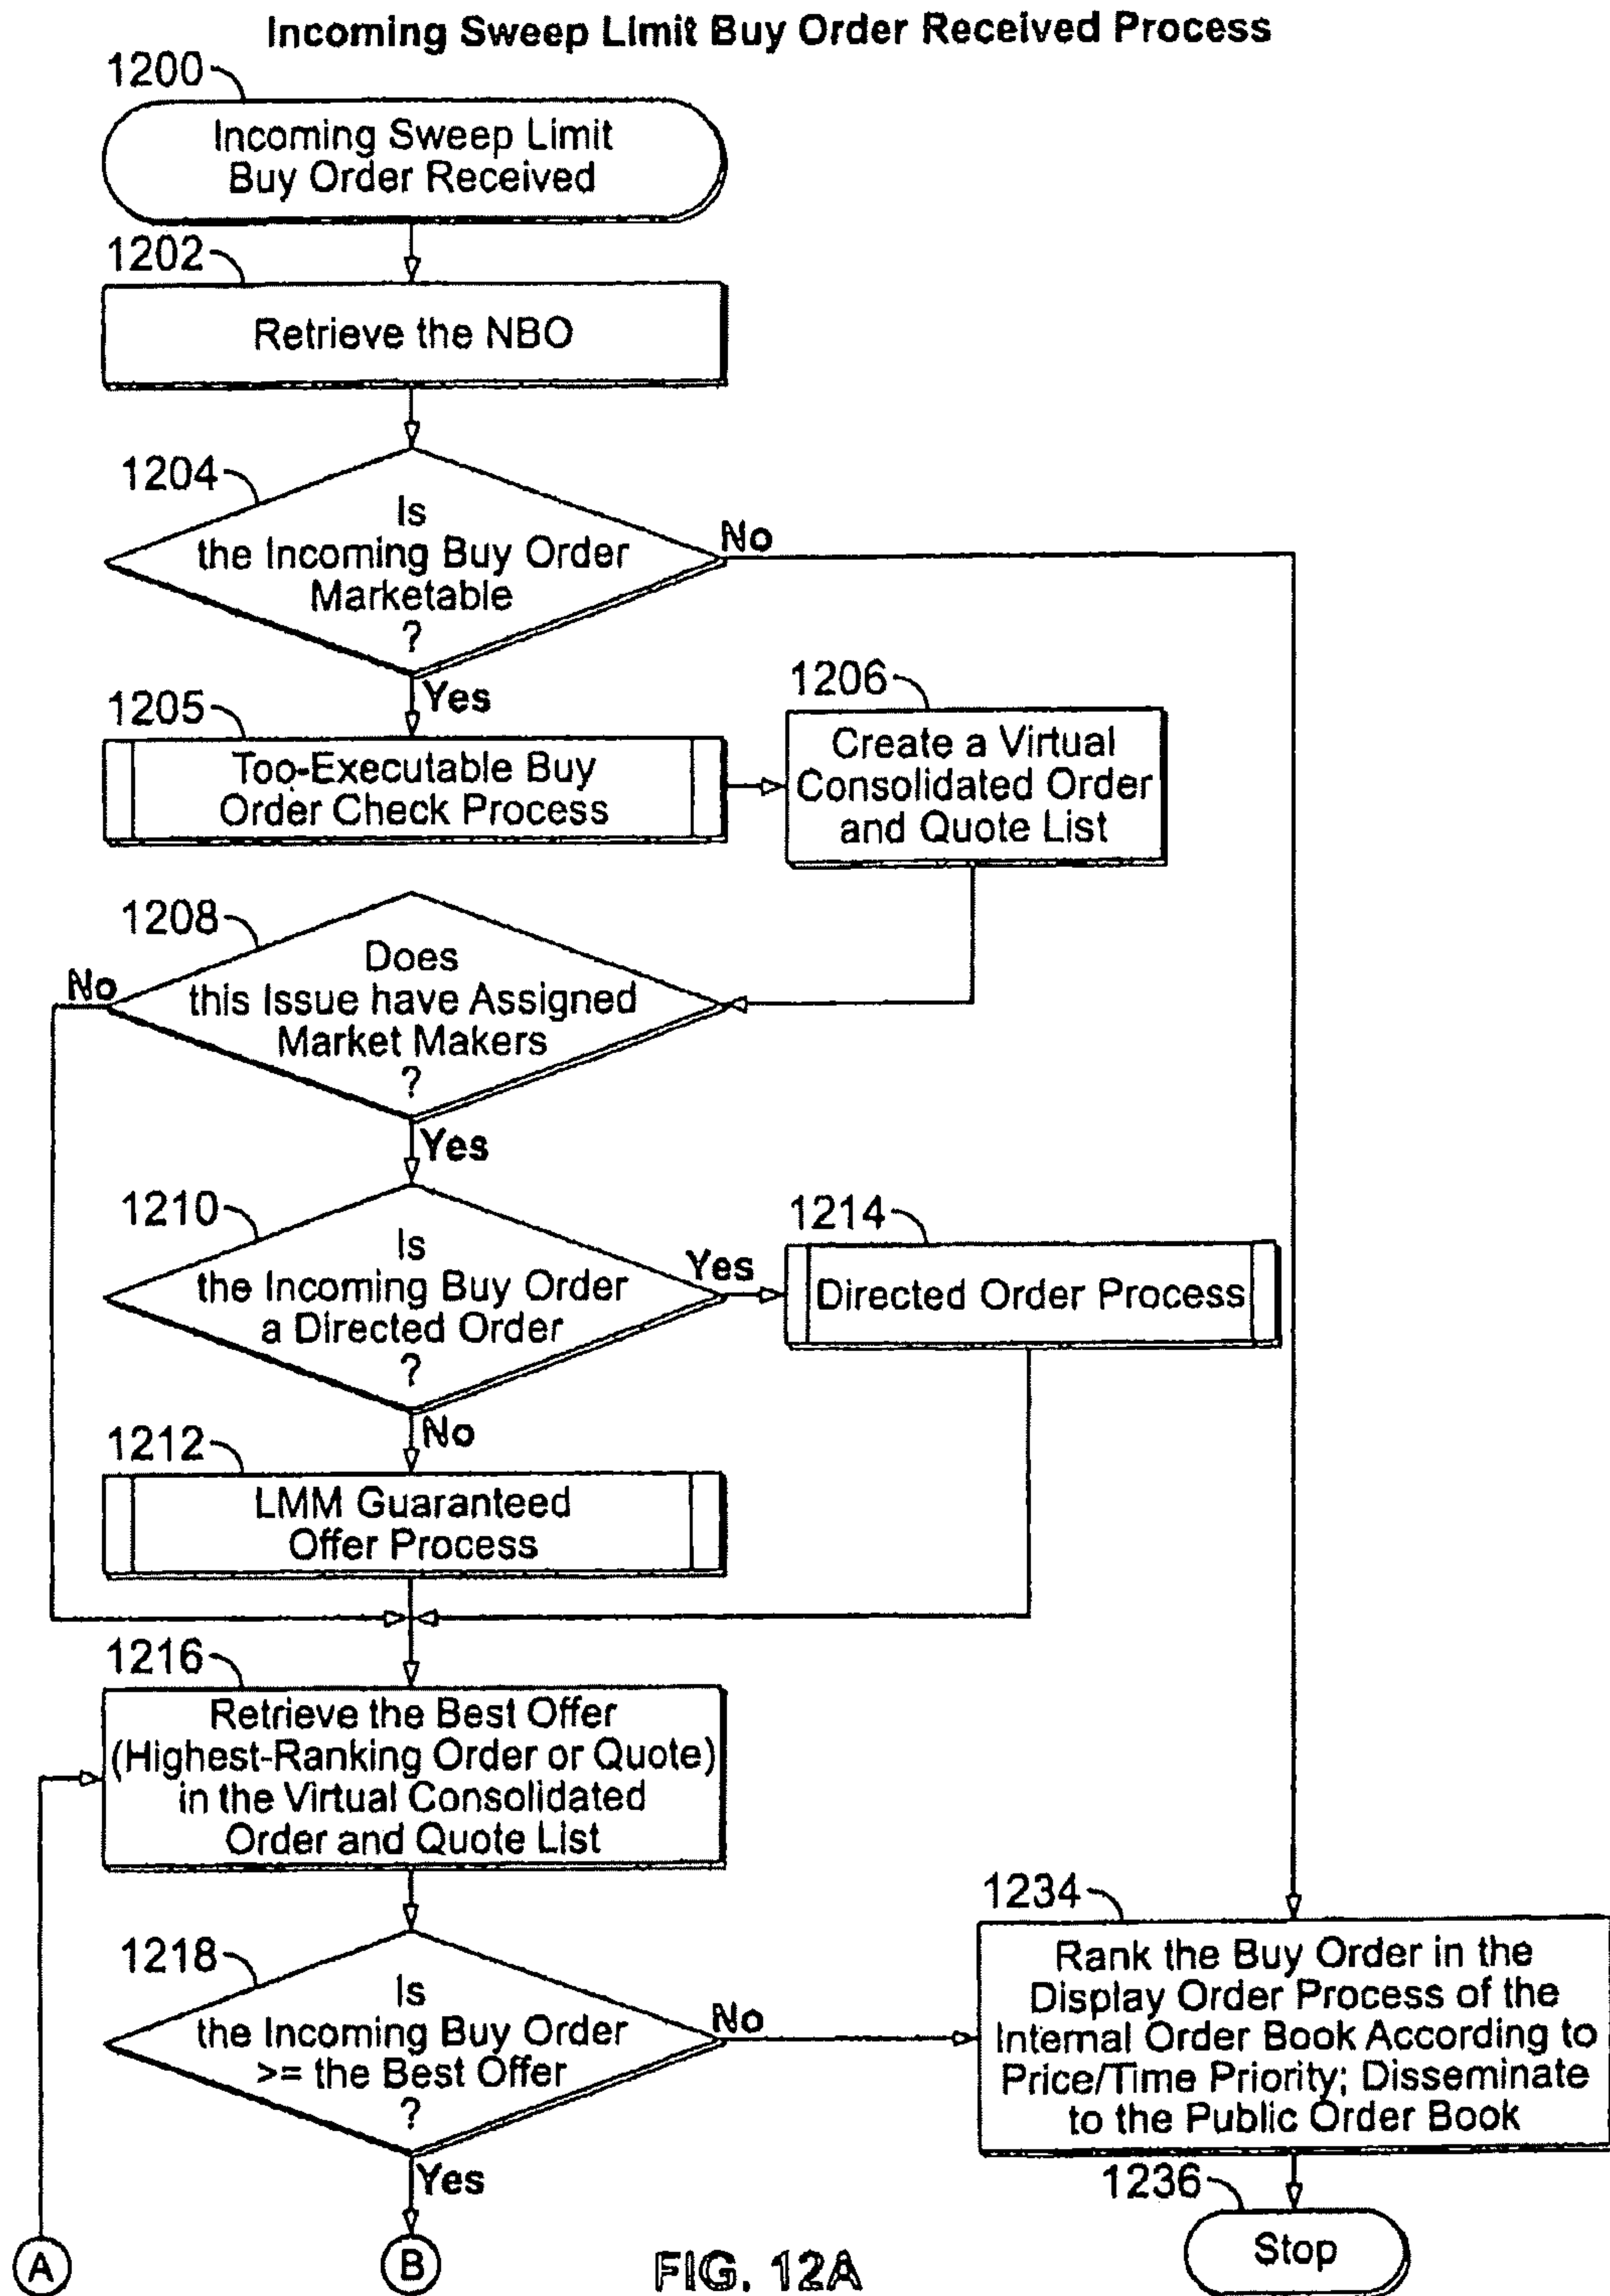 Incoming Sweep Limit Buy Order Received Process
1200
Incoming Sweep Limit
Buy Order Received
1202
Retrieve the NBO
1204
Is
the Incoming Buy Order
Marketable
?
No
Yes
1205
Too-Executable Buy
Order Check Process
1206
Create a Virtual
Consolidated Order
and Quote List
1208
Does
this Issue have Assigned
Market Makers
?
No
Yes
1210
Is
the Incoming Buy Order
a Directed Order
?
Yes
1214
Directed Order Process
No
1212
LMM Guaranteed
Offer Process
1216
Retrieve the Best Offer
(Highest-Ranking Order or Quote)
in the Virtual Consolidated
Order and Quote List
1218
Is
the Incoming Buy Order
>= the Best Offer
?
No
1234
Rank the Buy Order in the
Display Order Process of the
Internal Order Book According to
Price/Time Priority; Disseminate
to the Public Order Book
Yes
1236
Stop
A
B
FIG. 12A